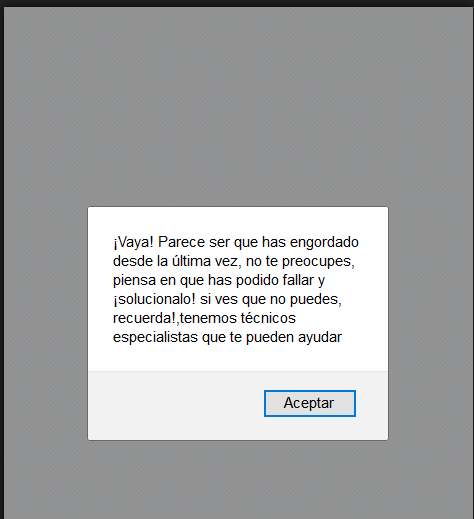 ¡Vaya! Parece ser que has engordado
desde la última vez, no te preocupes,
piensa en que has podido fallar y
¡solucionalo! si ves que no puedes,
recuerda!,tenemos técnicos
especialistas que te pueden ayudar
Aceptar